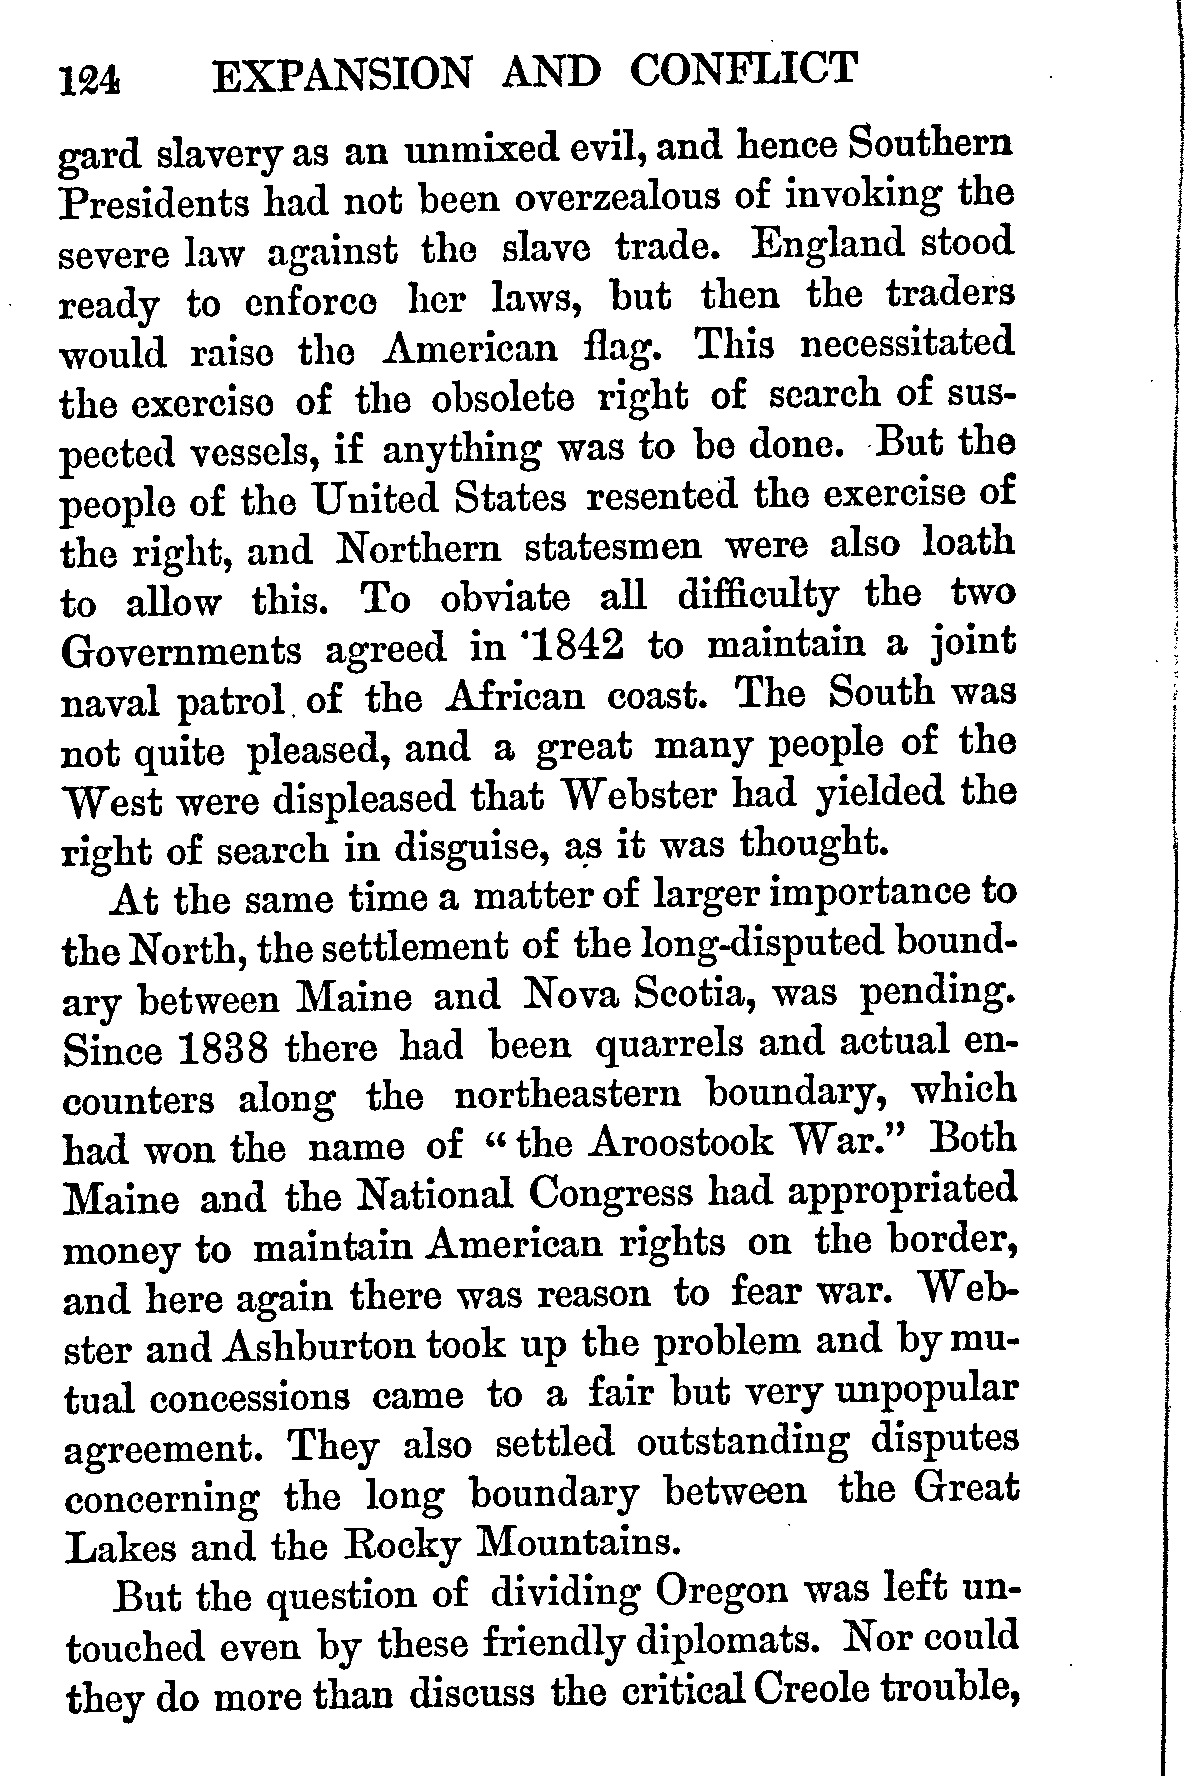 124 EXPANSION AND CONFLICT
gard slavery as an unmixed evil, and hence Southern
Presidents had not been overzealous of invoking the
severe law against the slave trade. England stood
ready to enforce her laws, but then the traders
would raise the American flag. This necessitated
the exercise of the obsolete right of search of sus-
pected vessels, if anything was to be done. But the
people of the United States resented the exercise of
the right, and Northern statesmen were also loath
to allow this. To obviate all difficulty the two
Governments agreed in 1842 to maintain a joint
naval patrol of the African coast. The South was
not quite pleased, and a great many people of the
West were displeased that Webster had yielded the
right of search in disguise, as it was thought.
At the same time a matter of larger importance to
the North, the settlement of the long-disputed bound-
ary between Maine and Nova Scotia, was pending.
Since 1838 there had been quarrels and actual en-
counters along the northeastern boundary, which
had won the name of “the Aroostook War.” Both
Maine and the National Congress had appropriated
money to maintain American rights on the border,
and here again there was reason to fear war. Web-
ster and Ashburton took up the problem and by mu-
tual concessions came to a fair but very unpopular
agreement. They also settled outstanding disputes
concerning the long boundary between the Great
Lakes and the Rocky Mountains.
But the question of dividing Oregon was left un-
touched even by these friendly diplomats. Nor could
they do more than discuss the critical Creole trouble,